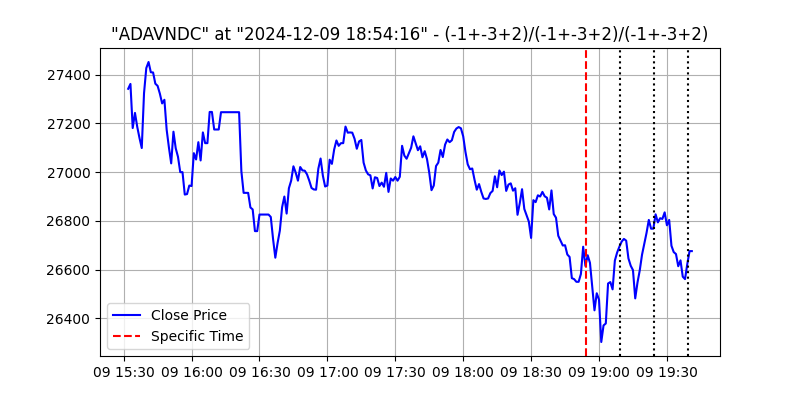 "ADAVNDC" at "2024-12-09 18:54:16" - (-1+-3+2)/(-1+-3+2)/(-1+-3+2)
27400
27200
27000
26800
26600
26400
Close Price
Specific Time
09 15:30 09 16:00 09 16:30 09 17:00 09 17:30 09 18:00 09 18:30 09 19:00 09 19:30